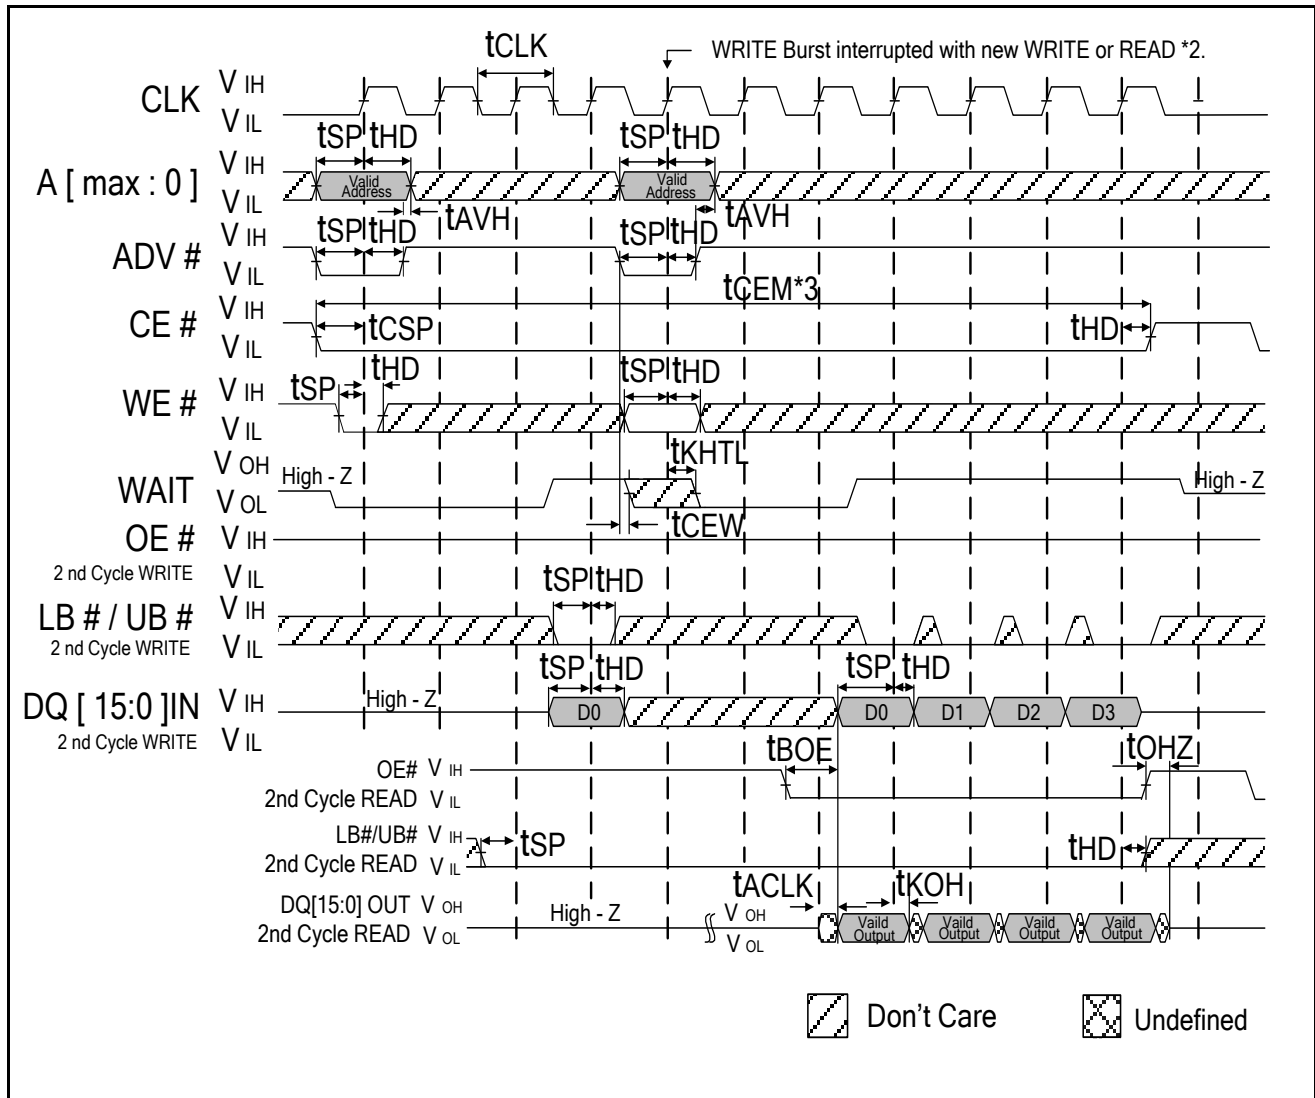 tCLK
WRITE Burst interrupted with new WRITE or READ *2.
CLK
V IH
V IL
tSP tHD
tSP tHD
A [ max : 0 ]
V IH
V IL
Valid
Address
Valid
Address
tAVH
tAVH
ADV #
V IH
V IL
tSP tHD
tSP tHD
tCEM*3
CE #
V IH
V IL
tCSP
tHD
WE #
V IH
V IL
tSP
tHD
tSP tHD
tKHTL
WAIT
V OH
V OL
High - Z
High - Z
tCEW
OE #
2 nd Cycle WRITE
V IH
V IL
tSP tHD
LB # / UB #
2 nd Cycle WRITE
V IH
V IL
tSP tHD
tSP tHD
DQ [ 15:0 ]IN
2 nd Cycle WRITE
V IH
V IL
High - Z
D0
D0
D1
D2
D3
tBOE
tOHZ
OE# V IH
2nd Cycle READ V IL
LB#/UB# V IH
2nd Cycle READ V IL
tSP
tHD
tACLK
tKOH
DQ[15:0] OUT V OH
2nd Cycle READ V OL
High - Z
V OH
V OL
Vaild
Output
Vaild
Output
Vaild
Output
Vaild
Output
Don't Care
Undefined